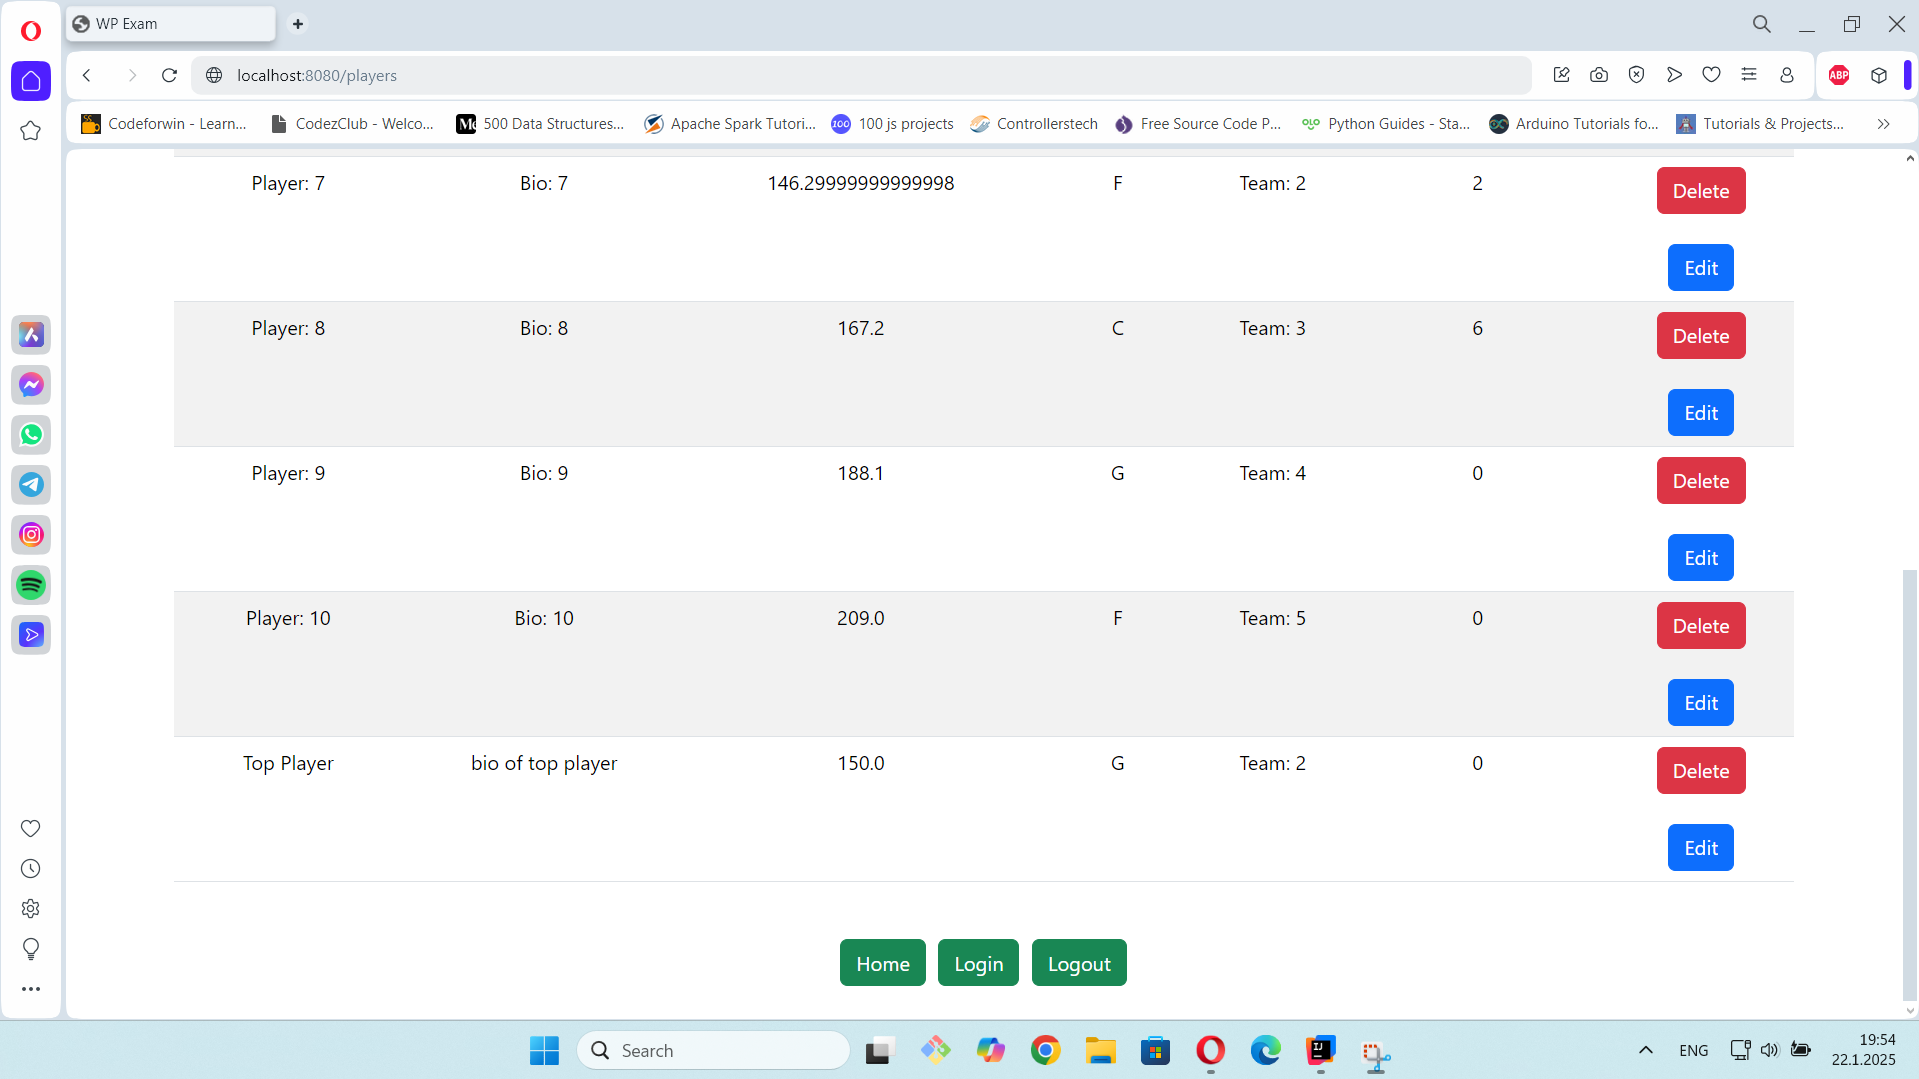 WP Exam
localhost:8080/players
ABP
Codeforwin - Learn...
CodezClub - Welco...
500 Data Structures...
Apache Spark Tutori...
100 js projects
Controllerstech
Free Source Code P...
Python Guides - Sta...
Arduino Tutorials fo...
Tutorials & Projects...
Player: 7 Bio: 7 146.29999999999998 F Team: 2 2 Delete
Edit
Player: 8 Bio: 8 167.2 C Team: 3 6 Delete
Edit
Player: 9 Bio: 9 188.1 G Team: 4 0 Delete
Edit
Player: 10 Bio: 10 209.0 F Team: 5 0 Delete
Edit
Top Player bio of top player 150.0 G Team: 2 0 Delete
Edit
Home Login Logout
Search
IJ
ENG
19:54
22.1.2025